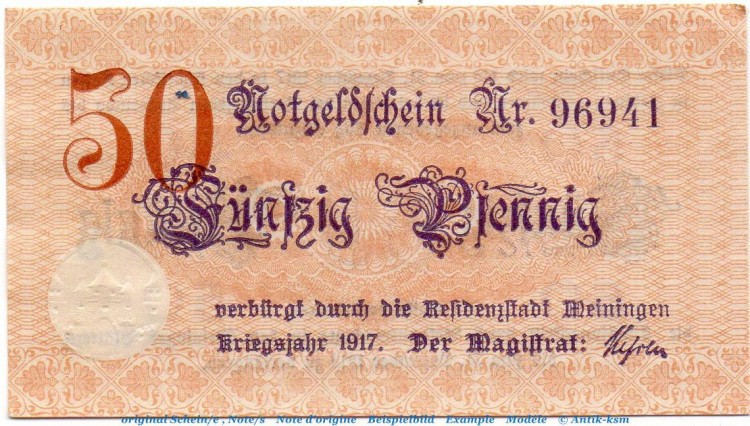 50
Notgeldschein Nr. 96941
Fünfzig Pfennig
verbürgt durch die Residenzstadt Meiningen
Kriegsjahr 1917. Der Magistrat:
original Schein/e , Note/s Note d'origine Beispielbild Example Modèle © Antik-ksm